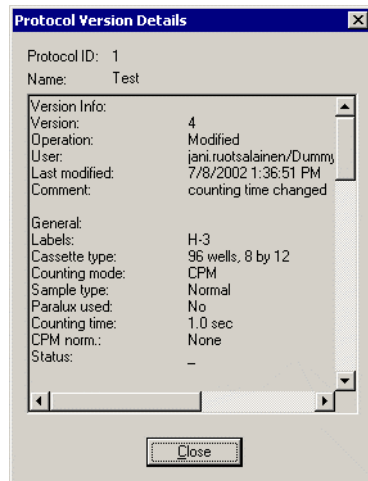 Protocol Version Details
Protocol ID: 1
Name: Test
Version Info:
Version: 4
Operation: Modified
User: jani.ruotsalainen/Dummy
Last modified: 7/8/2002 1:36:51 PM
Comment: counting time changed
General:
Labels: H-3
Cassette type: 96 wells, 8 by 12
Counting mode: CPM
Sample type: Normal
Paralux used: No
Counting time: 1.0 sec
CPM norm.: None
Status: _
Close